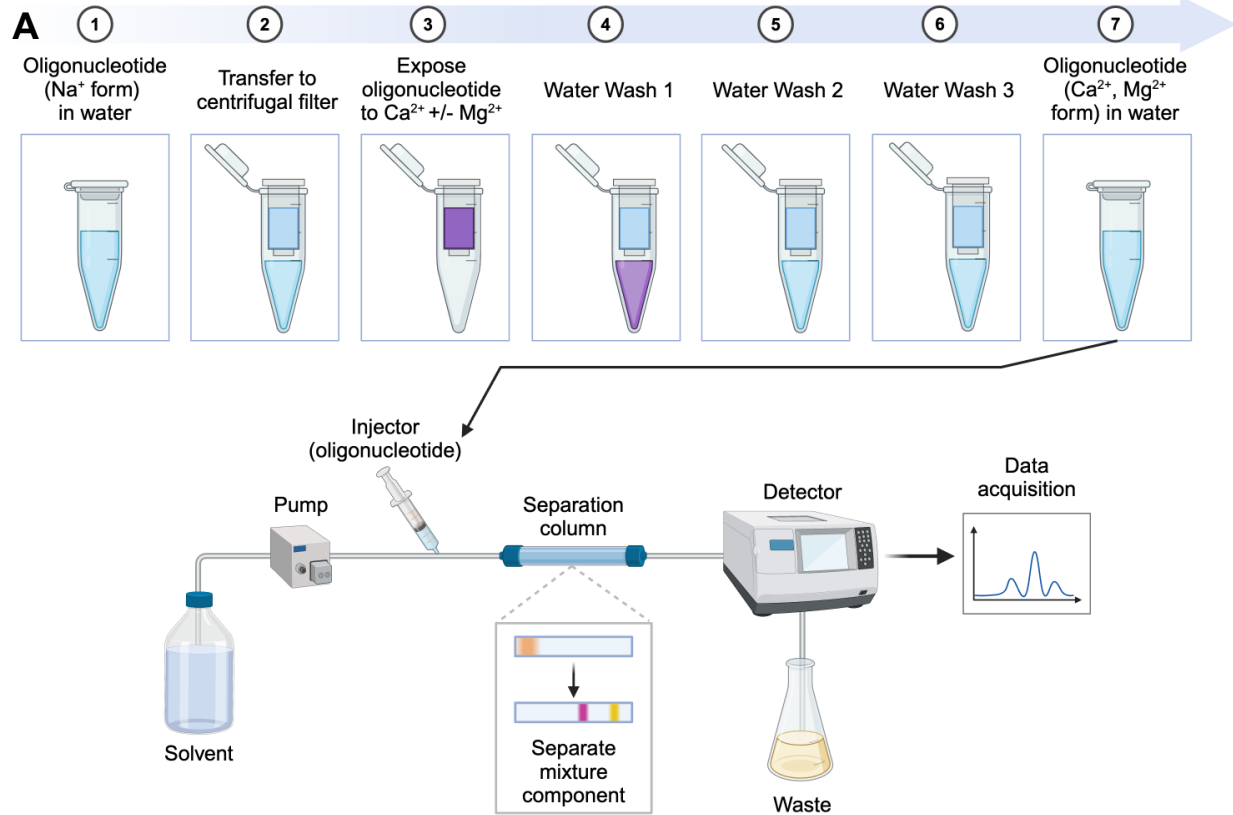 A
1
2
3
4
5
6
7
Oligonucleotide
(Na⁺ form)
in water
Transfer to
centrifugal filter
Expose
oligonucleotide
to Ca²⁺ +/- Mg²⁺
Water Wash 1
Water Wash 2
Water Wash 3
Oligonucleotide
(Ca²⁺, Mg²⁺
form) in water
Injector
(oligonucleotide)
Pump
Separation
column
Detector
Data
acquisition
Solvent
Separate
mixture
component
Waste